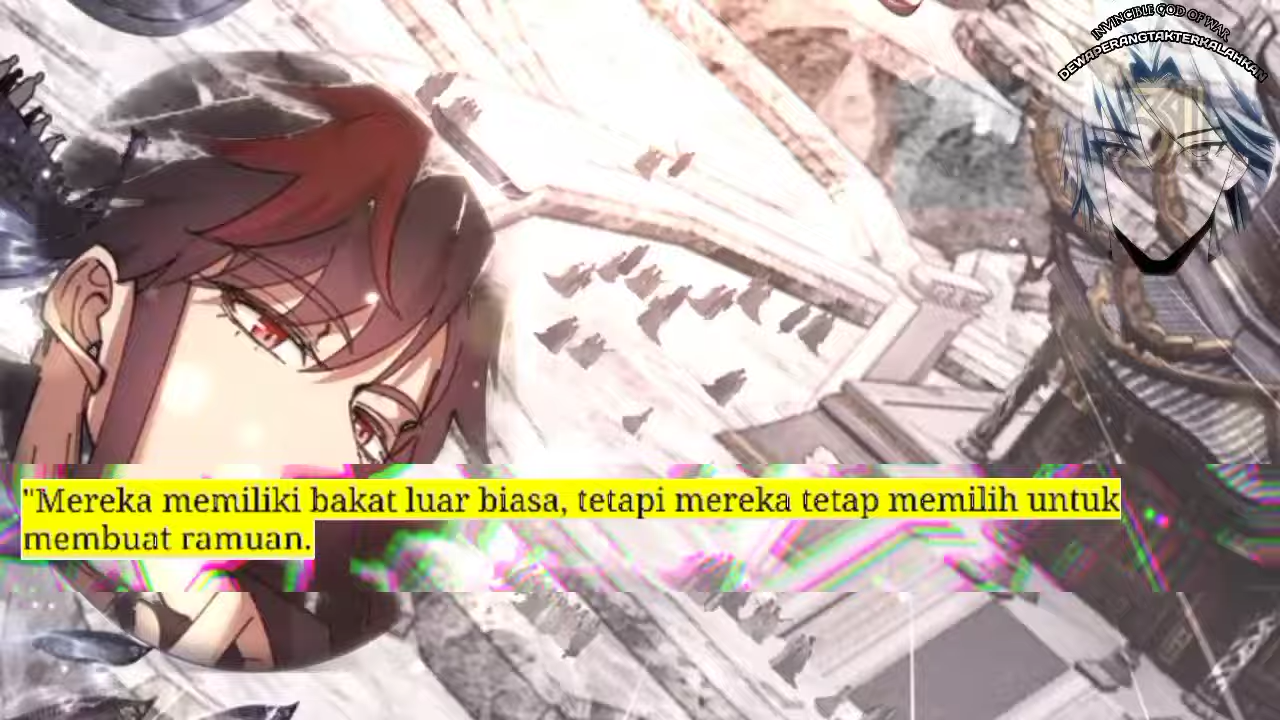 INVINCIBLE GOD OF WAR
DEWAPERANGTAKTERKALAHKAN
"Mereka memiliki bakat luar biasa, tetapi mereka tetap memilih untuk
membuat ramuan.